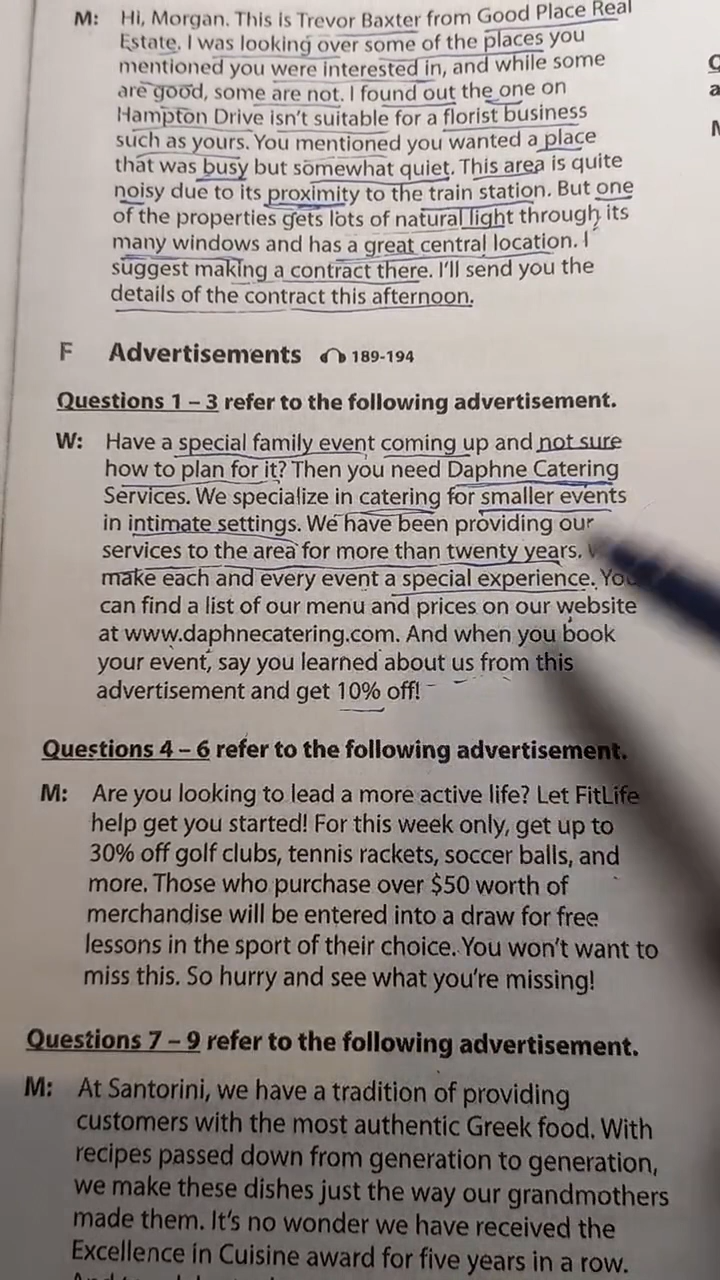 M: Hi, Morgan. This is Trevor Baxter from Good Place Real
Estate. I was looking over some of the places you
mentioned you were interested in, and while some
are good, some are not. I found out the one on
Hampton Drive isn't suitable for a florist business
such as yours. You mentioned you wanted a place
that was busy but somewhat quiet. This area is quite
noisy due to its proximity to the train station. But one
of the properties gets lots of natural light through its
many windows and has a great central location. I
suggest making a contract there. I'll send you the
details of the contract this afternoon.
F Advertisements 189-194
Questions 1 – 3 refer to the following advertisement.
W: Have a special family event coming up and not sure
how to plan for it? Then you need Daphne Catering
Services. We specialize in catering for smaller events
in intimate settings. We have been providing our
services to the area for more than twenty years.
make each and every event a special experience. You
can find a list of our menu and prices on our website
at www.daphnecatering.com. And when you book
your event, say you learned about us from this
advertisement and get 10% off!
Questions 4 – 6 refer to the following advertisement.
M: Are you looking to lead a more active life? Let FitLife
help get you started! For this week only, get up to
30% off golf clubs, tennis rackets, soccer balls, and
more. Those who purchase over $50 worth of
merchandise will be entered into a draw for free
lessons in the sport of their choice. You won't want to
miss this. So hurry and see what you're missing!
Questions 7 – 9 refer to the following advertisement.
M: At Santorini, we have a tradition of providing
customers with the most authentic Greek food. With
recipes passed down from generation to generation,
we make these dishes just the way our grandmothers
made them. It's no wonder we have received the
Excellence in Cuisine award for five years in a row.